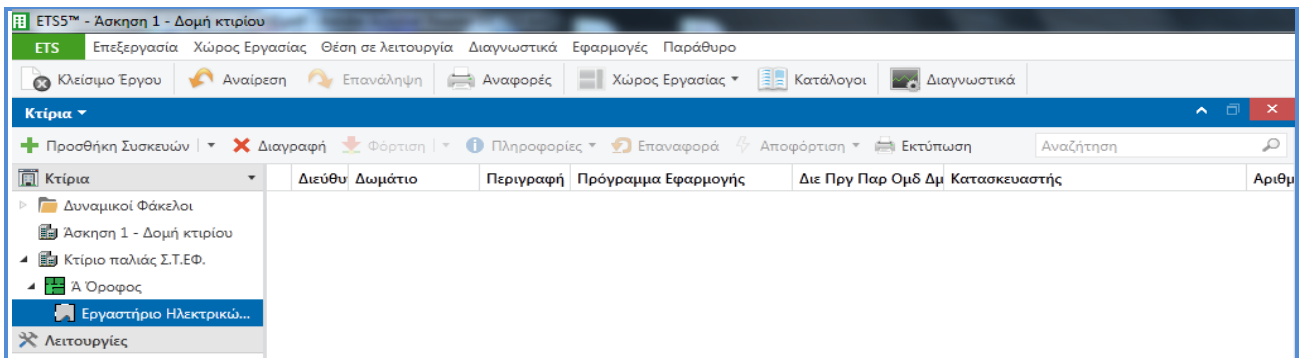 ETS5™ - Άσκηση 1 - Δομή κτιρίου
ETS Επεξεργασία Χώρος Εργασίας Θέση σε λειτουργία Διαγνωστικά Εφαρμογές Παράθυρο
Κλείσιμο Έργου Αναίρεση Επανάληψη Αναφορές Χώρος Εργασίας Κατάλογοι Διαγνωστικά
Κτίρια
Προσθήκη Συσκευών Διαγραφή Φόρτιση Πληροφορίες Επαναφορά Αποφόρτιση Εκτύπωση Αναζήτηση
Κτίρια Διεύθυ Δωμάτιο Περιγραφή Πρόγραμμα Εφαρμογής Διε Πργ Παρ Ομδ Δμ Κατασκευαστής Αριθμ
Δυναμικοί Φάκελοι
Άσκηση 1 - Δομή κτιρίου
Κτίριο παλιάς Σ.Τ.ΕΦ.
Ά Όροφος
Εργαστήριο Ηλεκτρικώ...
Λειτουργίες